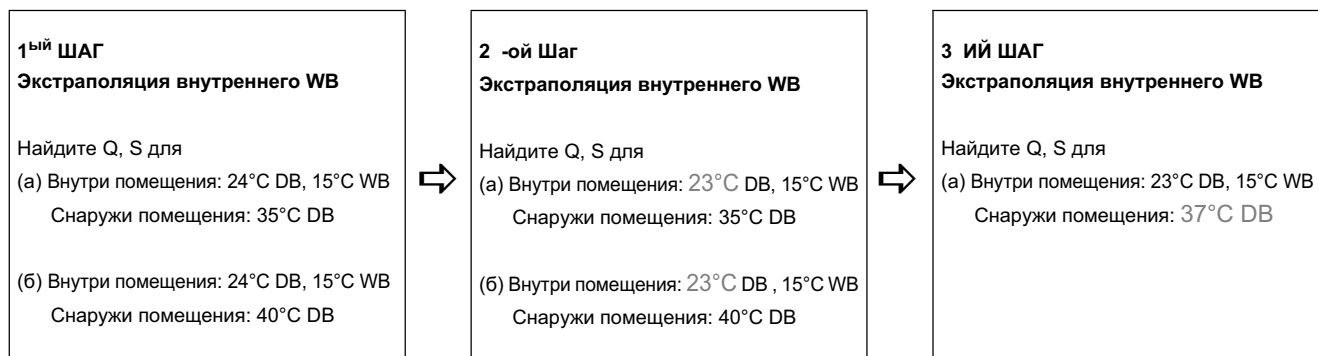 1ый ШАГ
Экстраполяция внутреннего WB
Найдите Q, S для
(а) Внутри помещения: 24°C DB, 15°C WB
Снаружи помещения: 35°C DB
(б) Внутри помещения: 24°C DB, 15°C WB
Снаружи помещения: 40°C DB
2 -ой Шаг
Экстраполяция внутреннего WB
Найдите Q, S для
(а) Внутри помещения: 23°C DB, 15°C WB
Снаружи помещения: 35°C DB
(б) Внутри помещения: 23°C DB , 15°C WB
Снаружи помещения: 40°C DB
3 ИЙ ШАГ
Экстраполяция внутреннего WB
Найдите Q, S для
(а) Внутри помещения: 23°C DB, 15°C WB
Снаружи помещения: 37°C DB